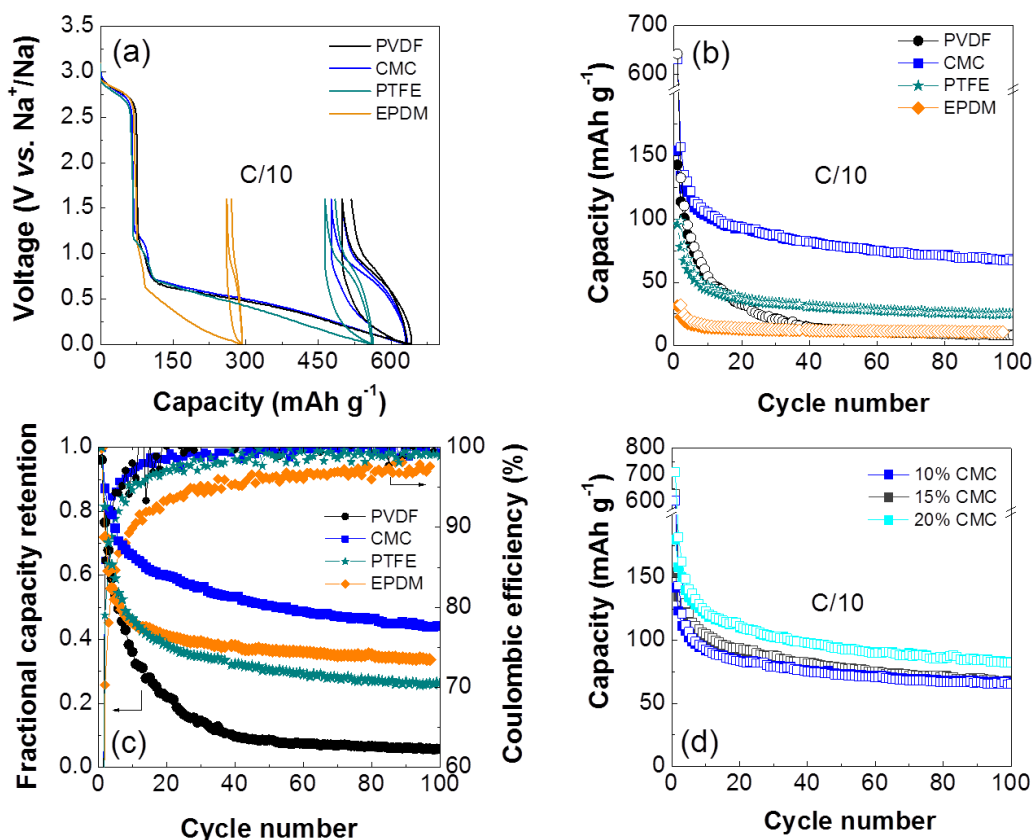 (a)
PVDF
CMC
PTFE
EPDM
C/10
3.5
3.0
2.5
2.0
1.5
1.0
0.5
0.0
0 150 300 450 600
Voltage (V vs. Na⁺/Na)
Capacity (mAh g⁻¹)
(b)
PVDF
CMC
PTFE
EPDM
C/10
700
600
150
100
50
0
0 20 40 60 80 100
Capacity (mAh g⁻¹)
Cycle number
(c)
PVDF
CMC
PTFE
EPDM
1.0
0.8
0.6
0.4
0.2
0.0
100
90
80
70
60
0 20 40 60 80 100
Fractional capacity retention
Coulombic efficiency (%)
Cycle number
(d)
10% CMC
15% CMC
20% CMC
C/10
800
700
600
150
100
50
0
0 20 40 60 80 100
Capacity (mAh g⁻¹)
Cycle number